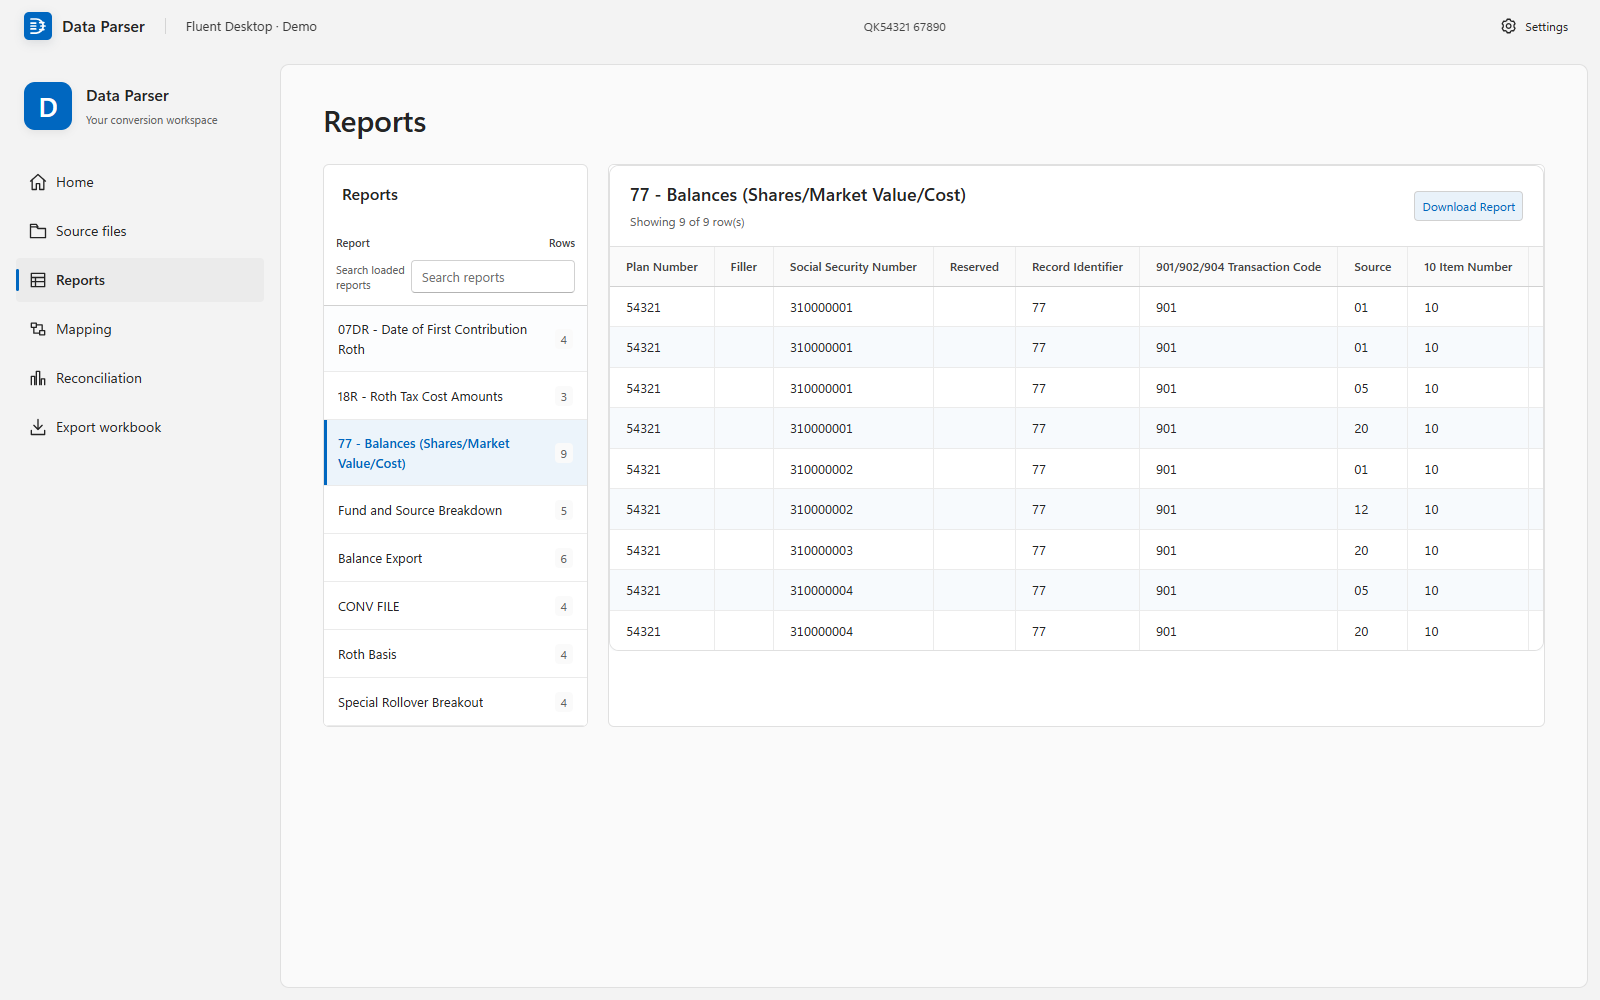 Data Parser
Fluent Desktop · Demo
QK54321 67890
Settings
D
Data Parser
Your conversion workspace
Home
Source files
Reports
Mapping
Reconciliation
Export workbook
Reports
Reports
Report Rows
Search loaded reports
Search reports
07DR - Date of First Contribution Roth 4
18R - Roth Tax Cost Amounts 3
77 - Balances (Shares/Market Value/Cost) 9
Fund and Source Breakdown 5
Balance Export 6
CONV FILE 4
Roth Basis 4
Special Rollover Breakout 4
77 - Balances (Shares/Market Value/Cost)
Showing 9 of 9 row(s)
Download Report
Plan Number Filler Social Security Number Reserved Record Identifier 901/902/904 Transaction Code Source 10 Item Number
54321 310000001 77 901 01 10
54321 310000001 77 901 01 10
54321 310000001 77 901 05 10
54321 310000001 77 901 20 10
54321 310000002 77 901 01 10
54321 310000002 77 901 12 10
54321 310000003 77 901 20 10
54321 310000004 77 901 05 10
54321 310000004 77 901 20 10